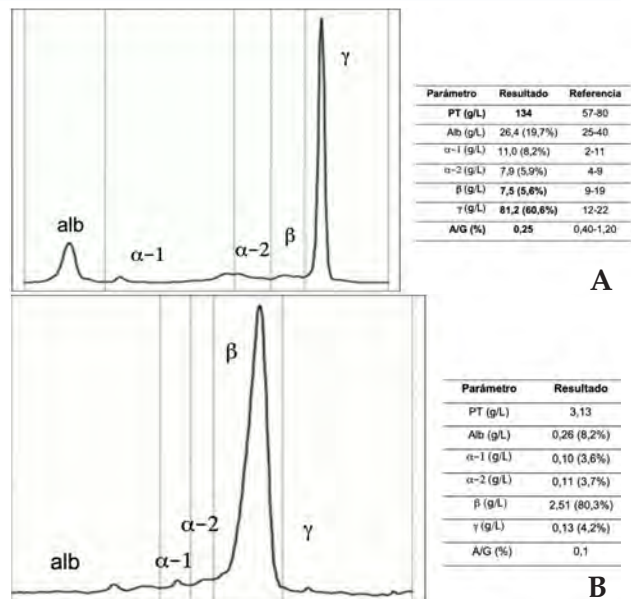 γ
alb
α-1
α-2
β
Parámetro Resultado Referencia
PT (g/L) 134 57-80
Alb (g/L) 26,4 (19,7%) 25-40
α-1 (g/L) 11,0 (8,2%) 2-11
α-2 (g/L) 7,9 (5,9%) 4-9
β (g/L) 7,5 (5,6%) 9-19
γ (g/L) 81,2 (60,6%) 12-22
A/G (%) 0,25 0,40-1,20
A
β
α-2
γ
alb
α-1
Parámetro Resultado
PT (g/L) 3,13
Alb (g/L) 0,26 (8,2%)
α-1 (g/L) 0,10 (3,6%)
α-2 (g/L) 0,11 (3,7%)
β (g/L) 2,51 (80,3%)
γ (g/L) 0,13 (4,2%)
A/G (%) 0,1
B